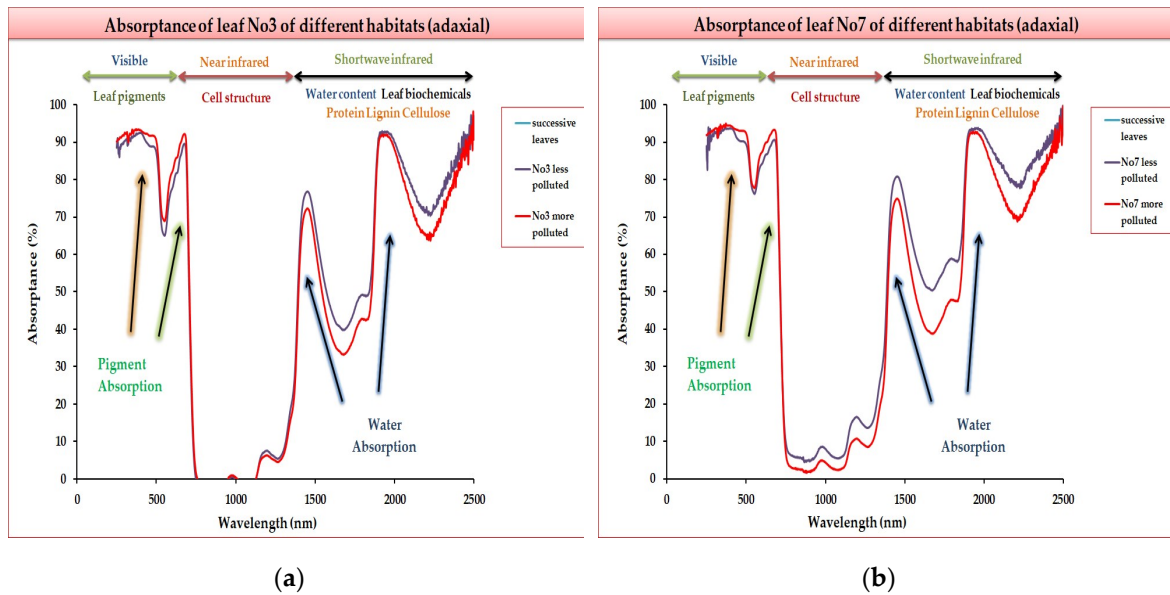 Absorptance of leaf No3 of different habitats (adaxial)
Visible
Near infrared
Shortwave infrared
Leaf pigments
Cell structure
Water content
Leaf biochemicals
Protein Lignin Cellulose
Absorptance (%)
100
90
80
70
60
50
40
30
20
10
0
Pigment
Absorption
Water
Absorption
0
500
1000
1500
2000
2500
Wavelength (nm)
successive
leaves
No3 less
polluted
No3 more
polluted
(a)
Absorptance of leaf No7 of different habitats (adaxial)
Visible
Near infrared
Shortwave infrared
Leaf pigments
Cell structure
Water content
Leaf biochemicals
Protein Lignin Cellulose
Absorptance (%)
100
90
80
70
60
50
40
30
20
10
0
Pigment
Absorption
Water
Absorption
0
500
1000
1500
2000
2500
Wavelength (nm)
successive
leaves
No7 less
polluted
No7 more
polluted
(b)